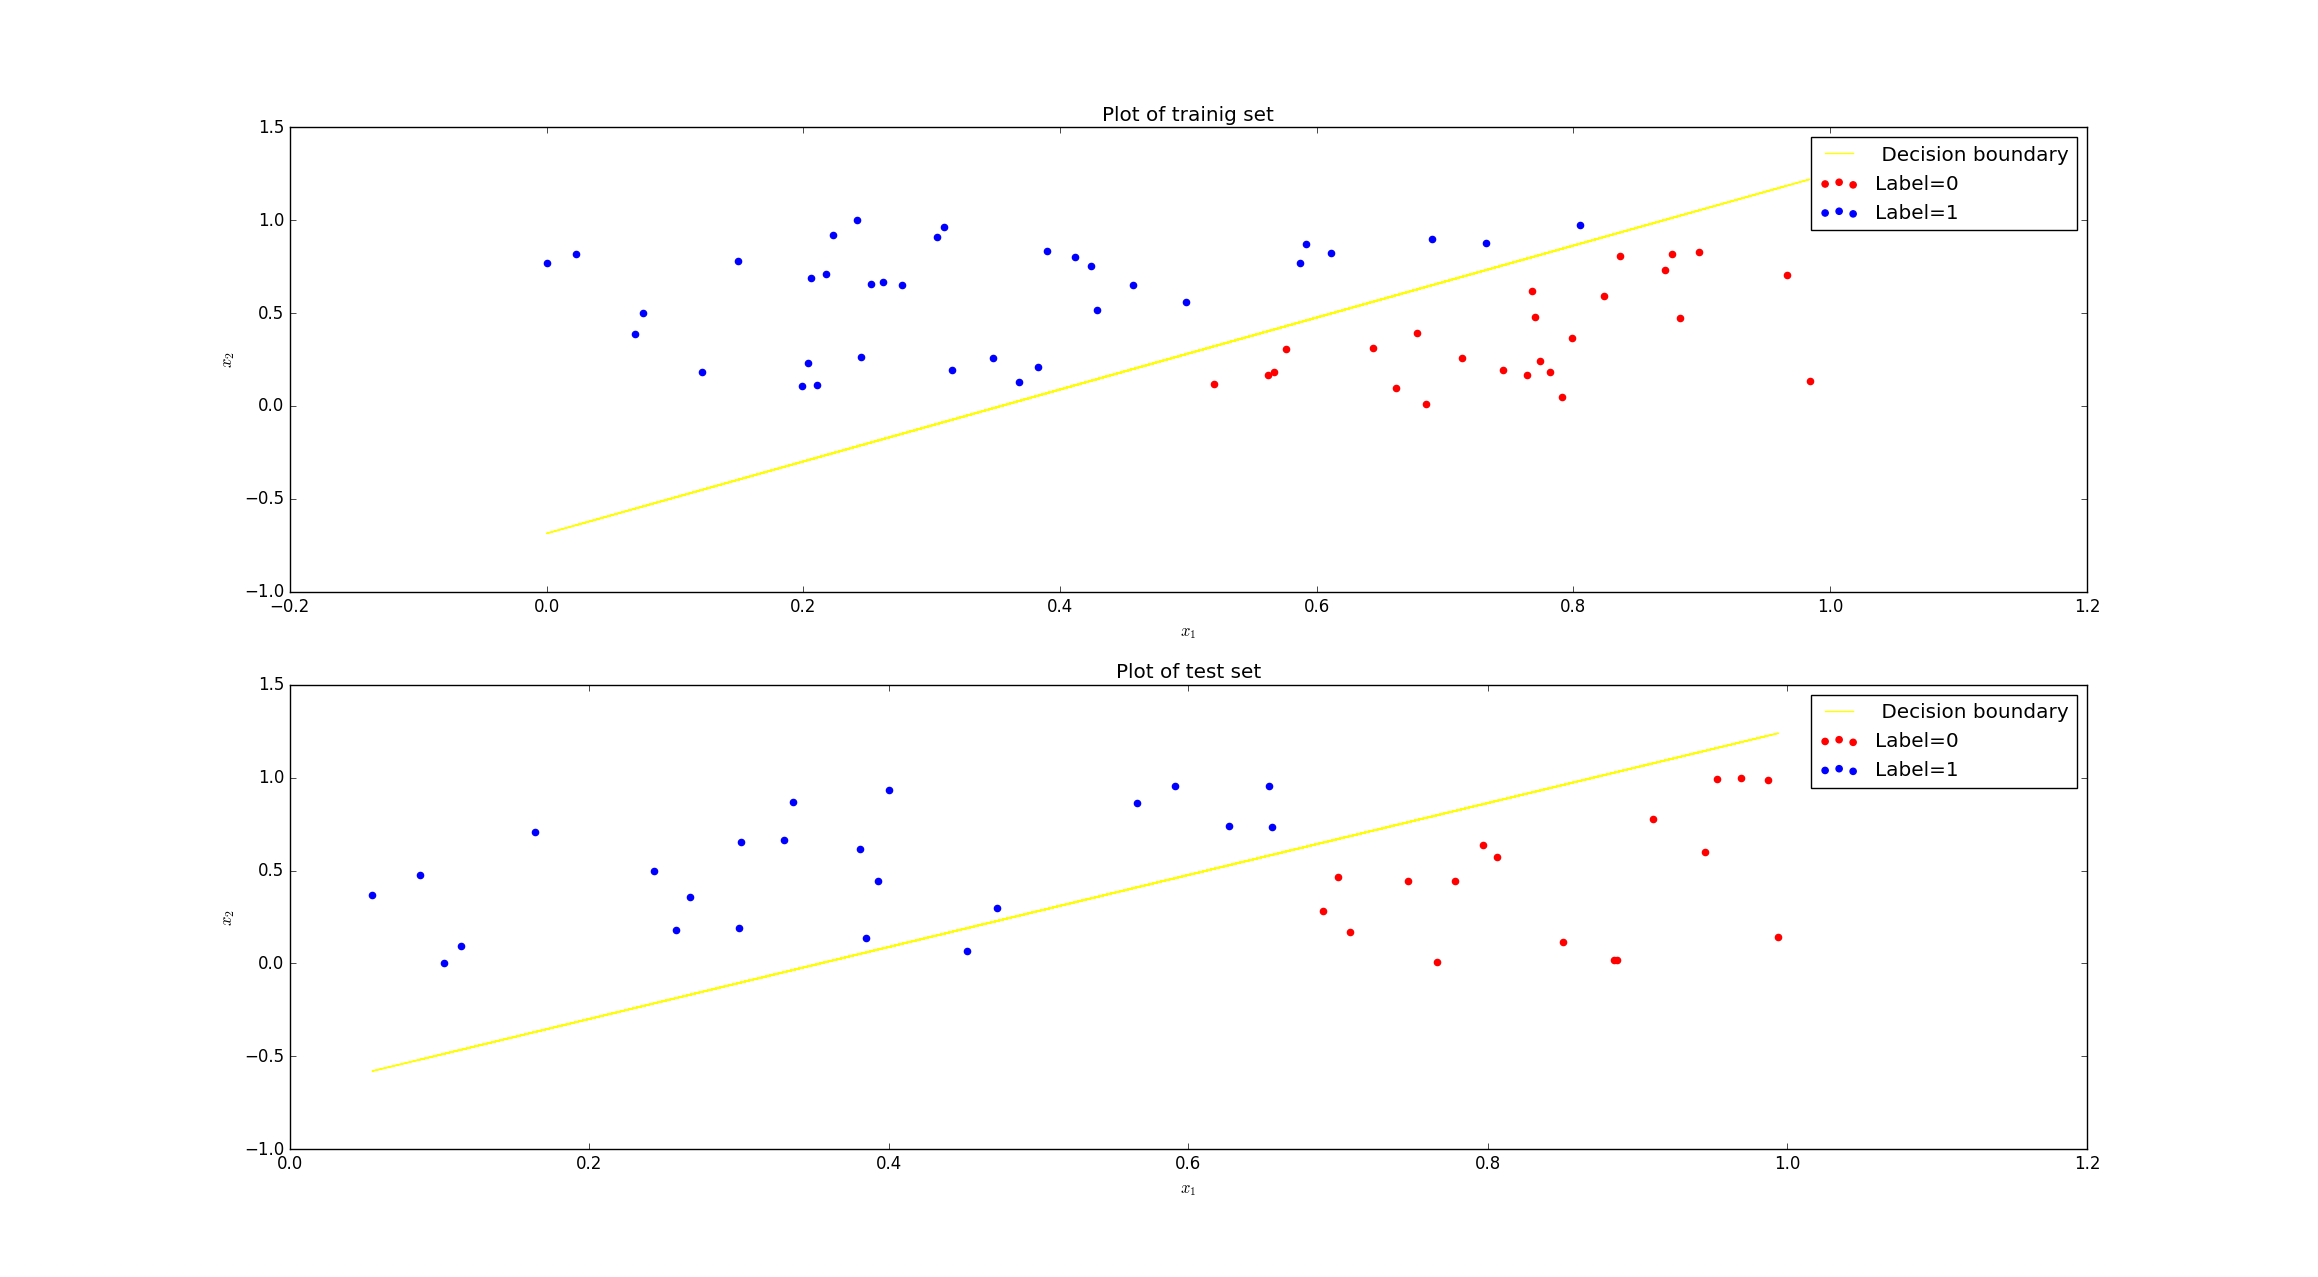 Plot of trainig set
1.5
1.0
0.5
0.0
−0.5
−1.0
x₂
Decision boundary
Label=0
Label=1
−0.2 0.0 0.2 0.4 0.6 0.8 1.0 1.2
x₁
Plot of test set
1.5
1.0
0.5
0.0
−0.5
−1.0
x₂
Decision boundary
Label=0
Label=1
0.0 0.2 0.4 0.6 0.8 1.0 1.2
x₁